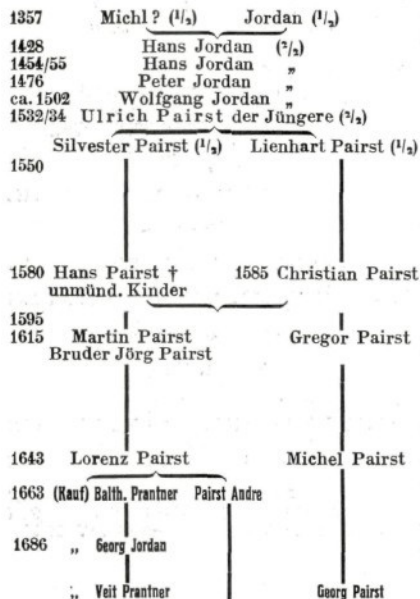 1357 Michl? (1/2) Jordan (1/2)
1428 Hans Jordan (2/2)
1454/55 Hans Jordan „
1476 Peter Jordan „
ca. 1502 Wolfgang Jordan „
1532/34 Ulrich Pairst der Jüngere (2/2)
Silvester Pairst (1/2) Lienhart Pairst (1/2)
1550
1580 Hans Pairst † 1585 Christian Pairst
unmünd. Kinder
1595
1615 Martin Pairst Gregor Pairst
Bruder Jörg Pairst
1643 Lorenz Pairst Michel Pairst
1663 (Kauf) Balth. Prantner Pairst Andre
1686 „ Georg Jordan
„ Veit Prantner Georg Pairst